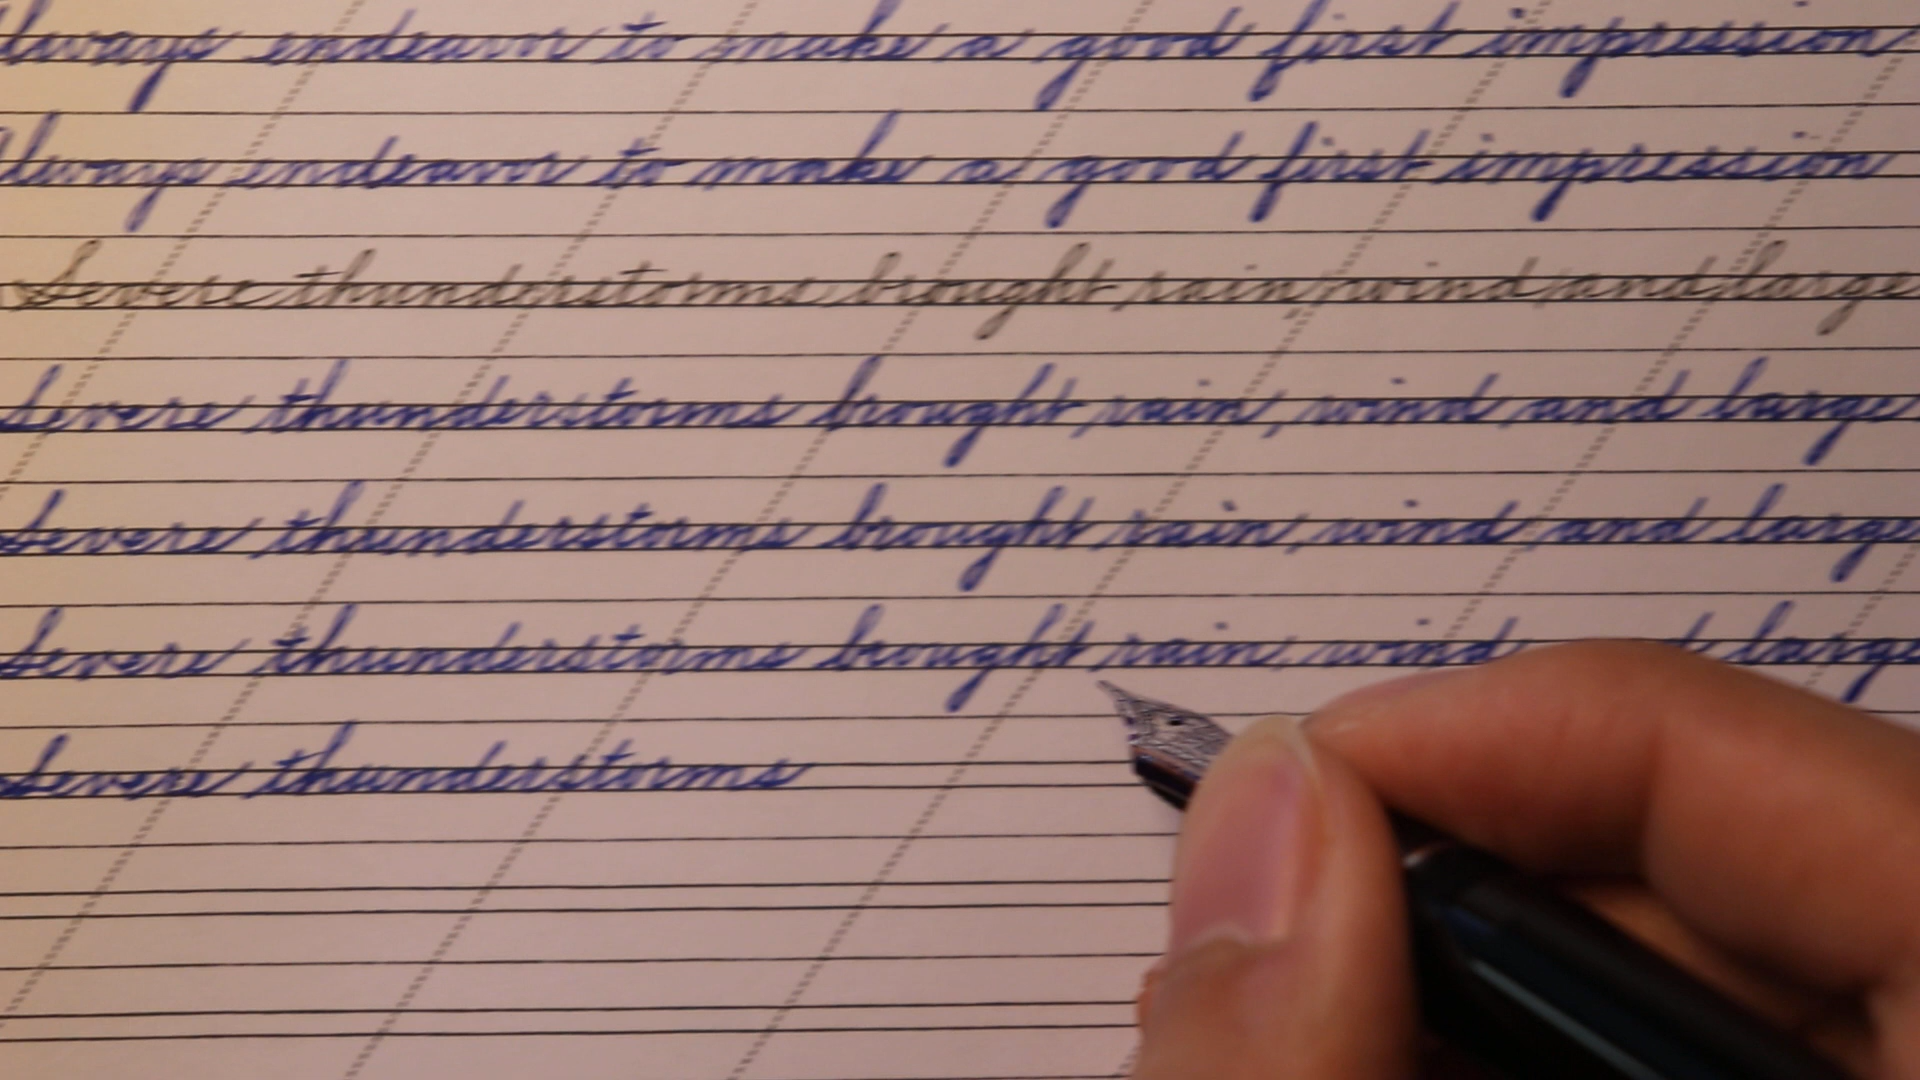 Always endeavor to make a good first impression.
Always endeavor to make a good first impression
Severe thunderstorms brought rain, wind, and large
Severe thunderstorms brought rain, wind, and large
Severe thunderstorms brought rain, wind, and large
Severe thunderstorms brought rain, wind large
Severe thunderstorms